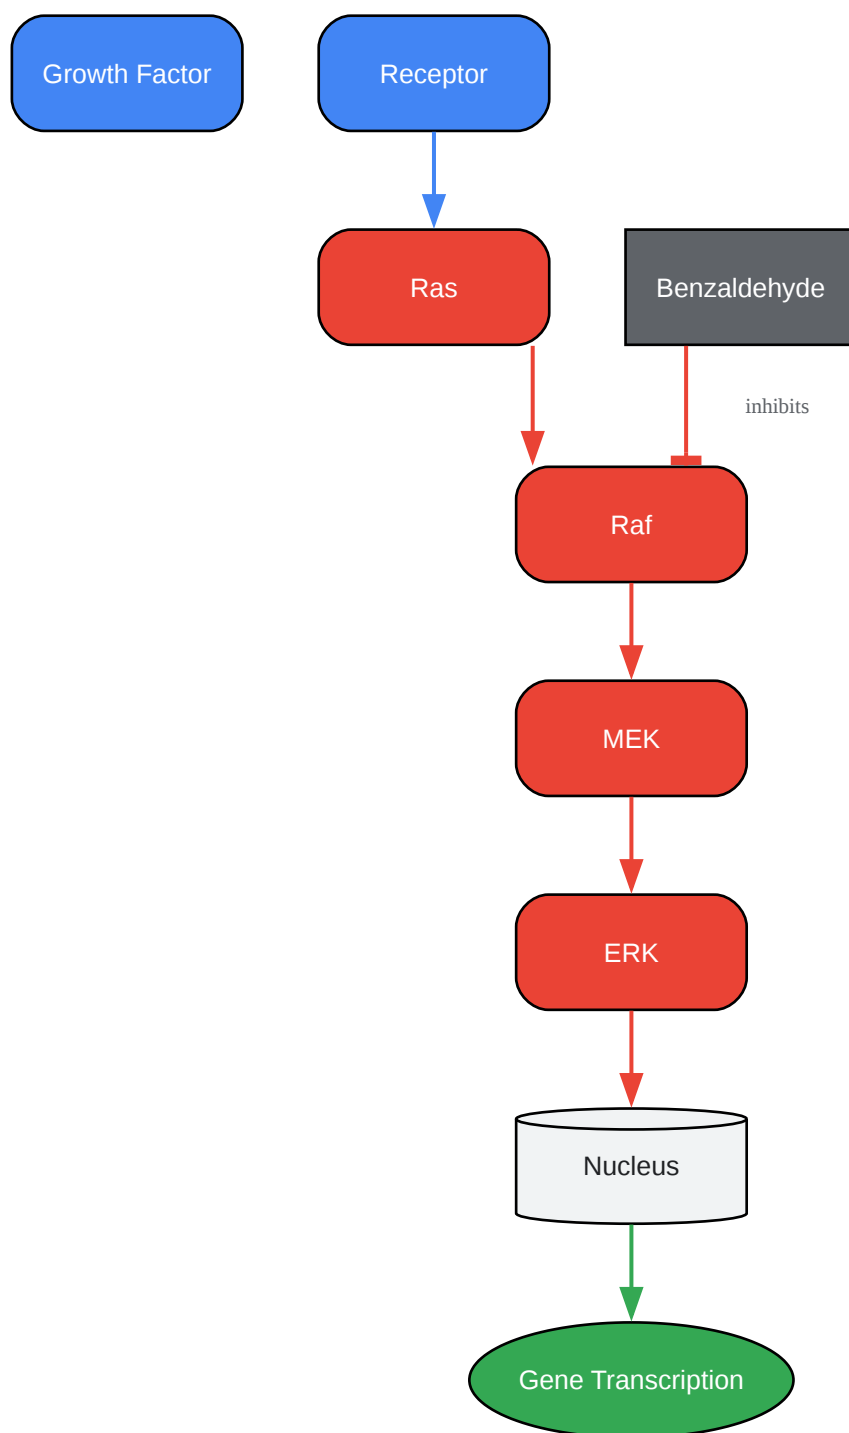 Growth Factor
Receptor
Ras
Benzaldehyde
inhibits
Raf
MEK
ERK
Nucleus
Gene Transcription